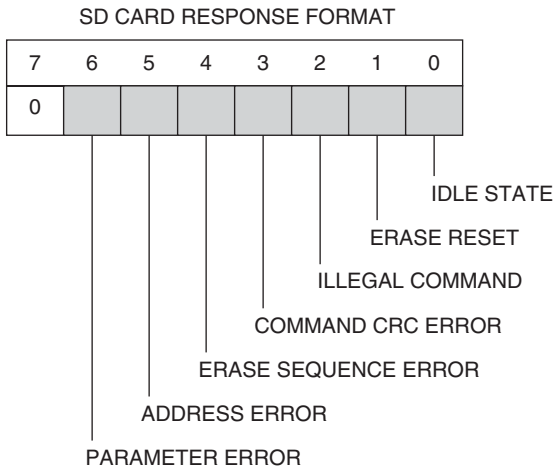 SD CARD RESPONSE FORMAT
7 6 5 4 3 2 1 0
0
IDLE STATE
ERASE RESET
ILLEGAL COMMAND
COMMAND CRC ERROR
ERASE SEQUENCE ERROR
ADDRESS ERROR
PARAMETER ERROR